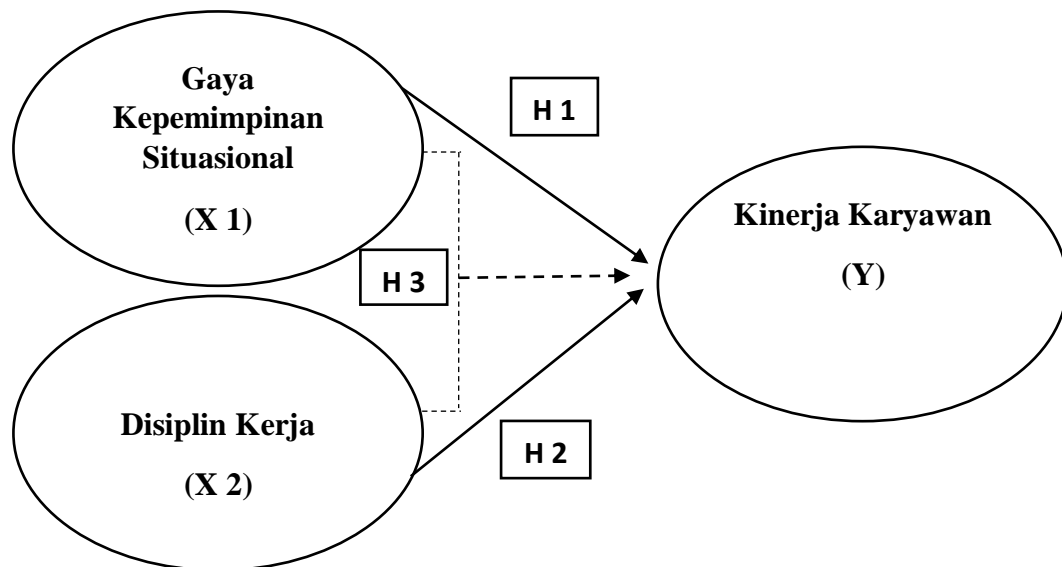 Gaya
Kepemimpinan
Situasional
(X 1)
H 1
Kinerja Karyawan
(Y)
H 3
Disiplin Kerja
(X 2)
H 2